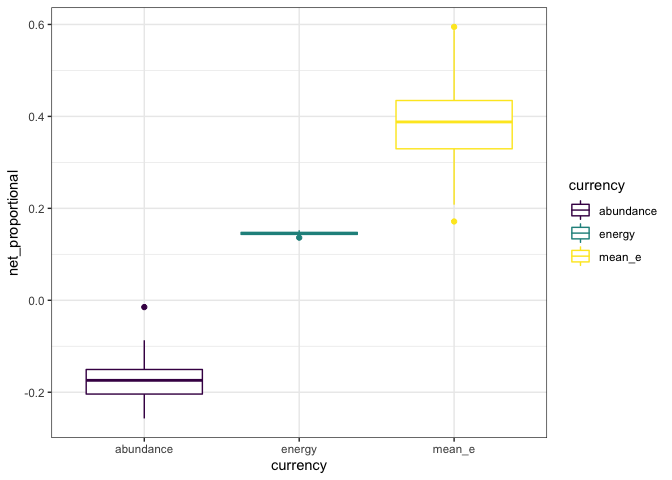 net_proportional
0.6
0.4
0.2
0.0
-0.2
abundance
energy
mean_e
currency
currency
abundance
energy
mean_e